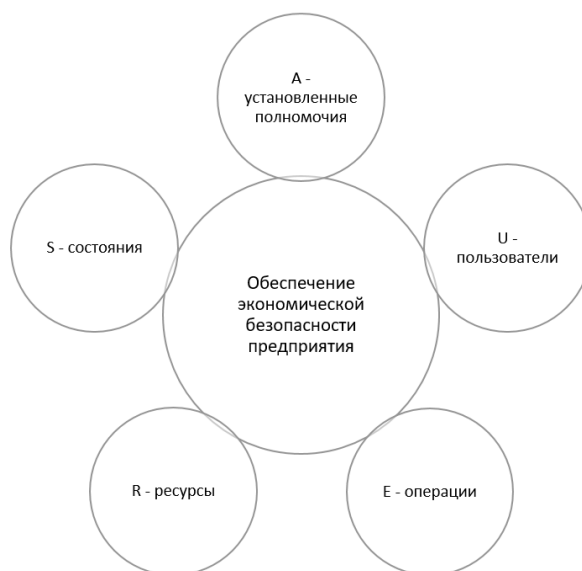 А -
установленные
полномочия
S - состояния
U -
пользователи
Обеспечение
экономической
безопасности
предприятия
R - ресурсы
E - операции